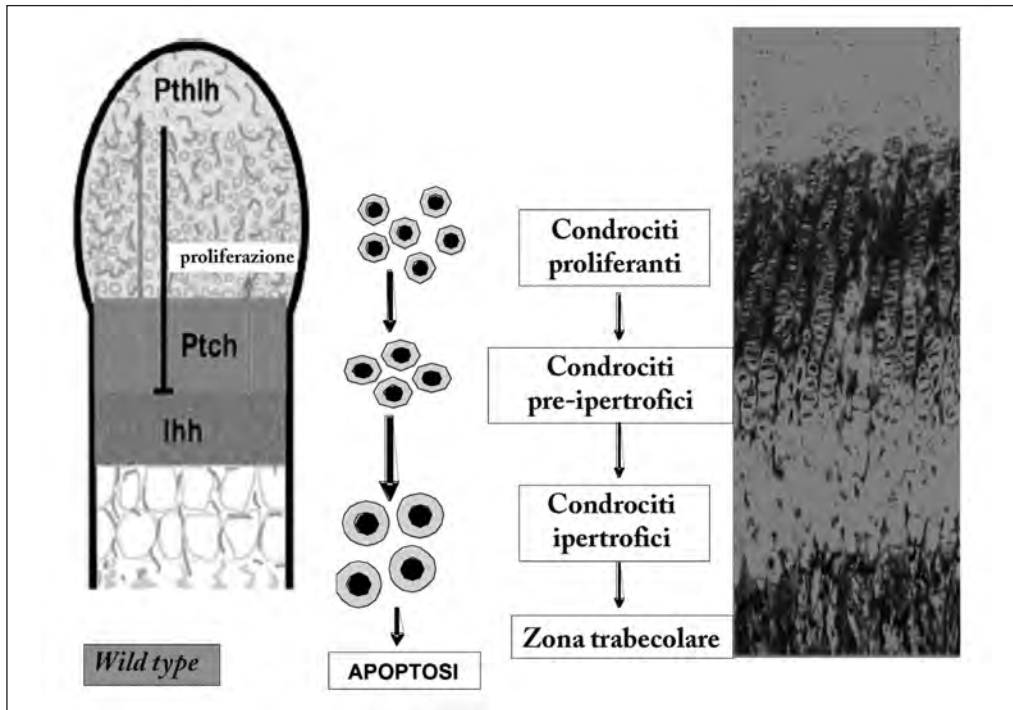 Pthlh
proliferazione
Ptch
Ihh
Wild type
APOPTOSI
Condrociti
proliferanti
Condrociti
pre-ipertrofici
Condrociti
ipertrofici
Zona trabecolare